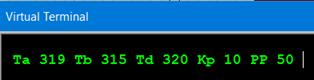 Virtual Terminal
Ta 319 Tb 315 Td 320 Kp 10 PP 50